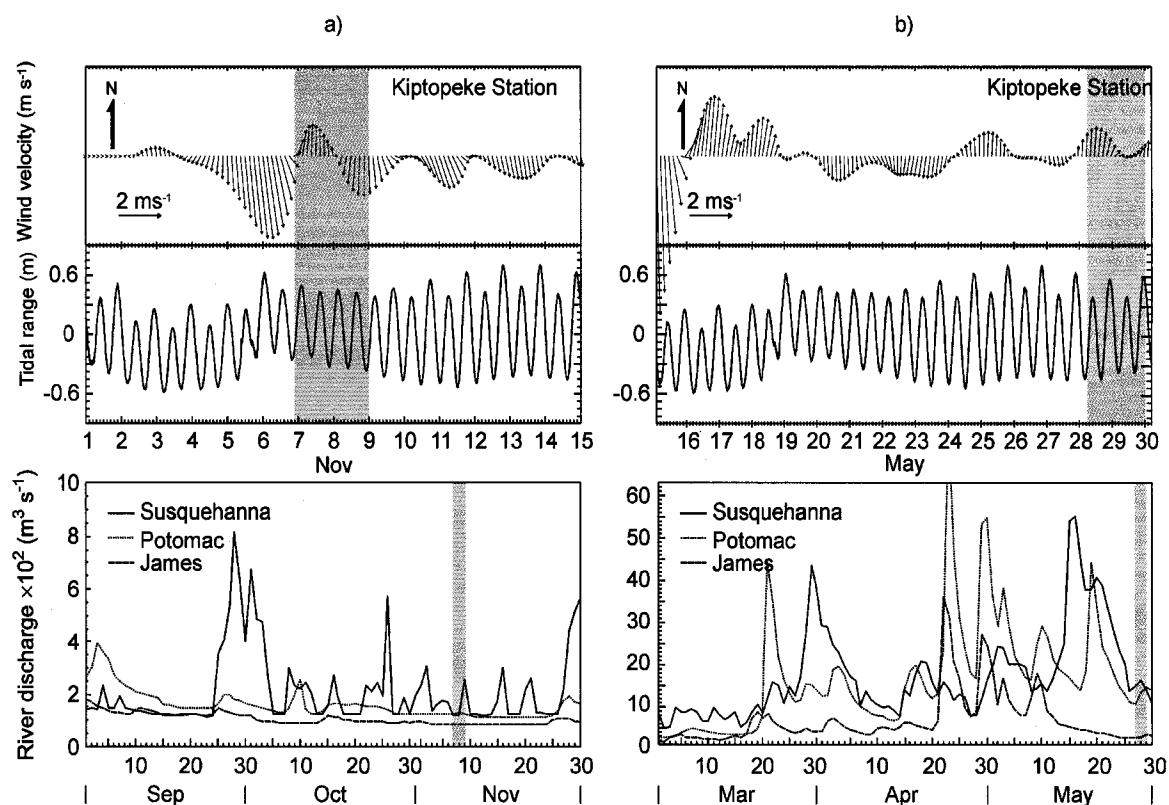 a)
b)
Wind velocity (m s-1)
N
Kiptopeke Station
2 ms-1
N
Kiptopeke Station
2 ms-1
Tidal range (m)
0.6
0
-0.6
0.6
0
-0.6
1 2 3 4 5 6 7 8 9 10 11 12 13 14 15
Nov
16 17 18 19 20 21 22 23 24 25 26 27 28 29 30
May
River discharge ×10² (m³ s-1)
10
8
6
4
2
0
Susquehanna
Potomac
James
10 20 30 10 20 30 10 20 30
| Sep | Oct | Nov |
60
50
40
30
20
10
0
Susquehanna
Potomac
James
10 20 30 10 20 30 10 20 30
| Mar | Apr | May |